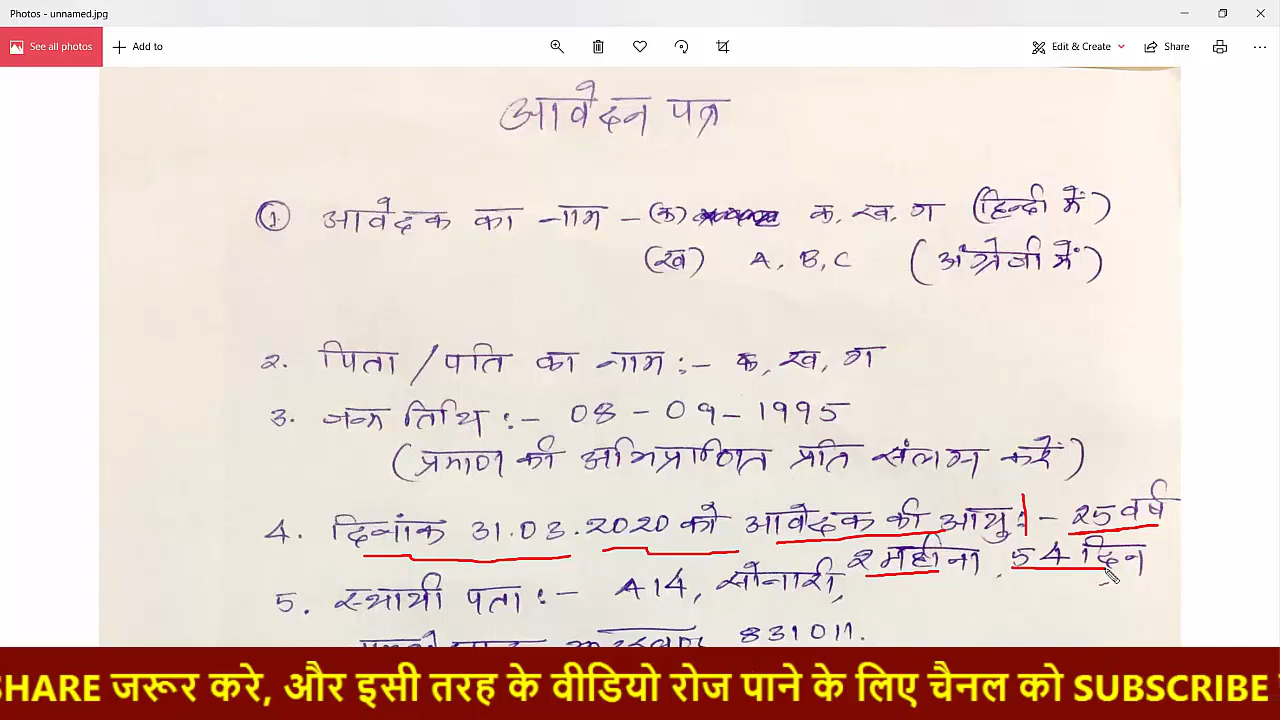 Photos - unnamed.jpg
See all photos
Add to
Edit & Create
Share
आवेदन पत्र
1. आवेदक का नाम - (क) क, ख, ग (हिन्दी में)
(ख) A, B, C (अंग्रेजी में)
2. पिता / पति का नाम :- क, ख, ग
3. जन्म तिथि :- 08 - 09 - 1995
(प्रमाण की अभिप्राणित प्रति संलग्न करें)
4. दिनांक 31.03.2020 को आवेदक की आयु :- 25 वर्ष
2 महीना, 54 दिन
5. स्थायी पता :- A14, सोनारी,
831011.
SHARE जरूर करे, और इसी तरह के वीडियो रोज पाने के लिए चैनल को SUBSCRIBE